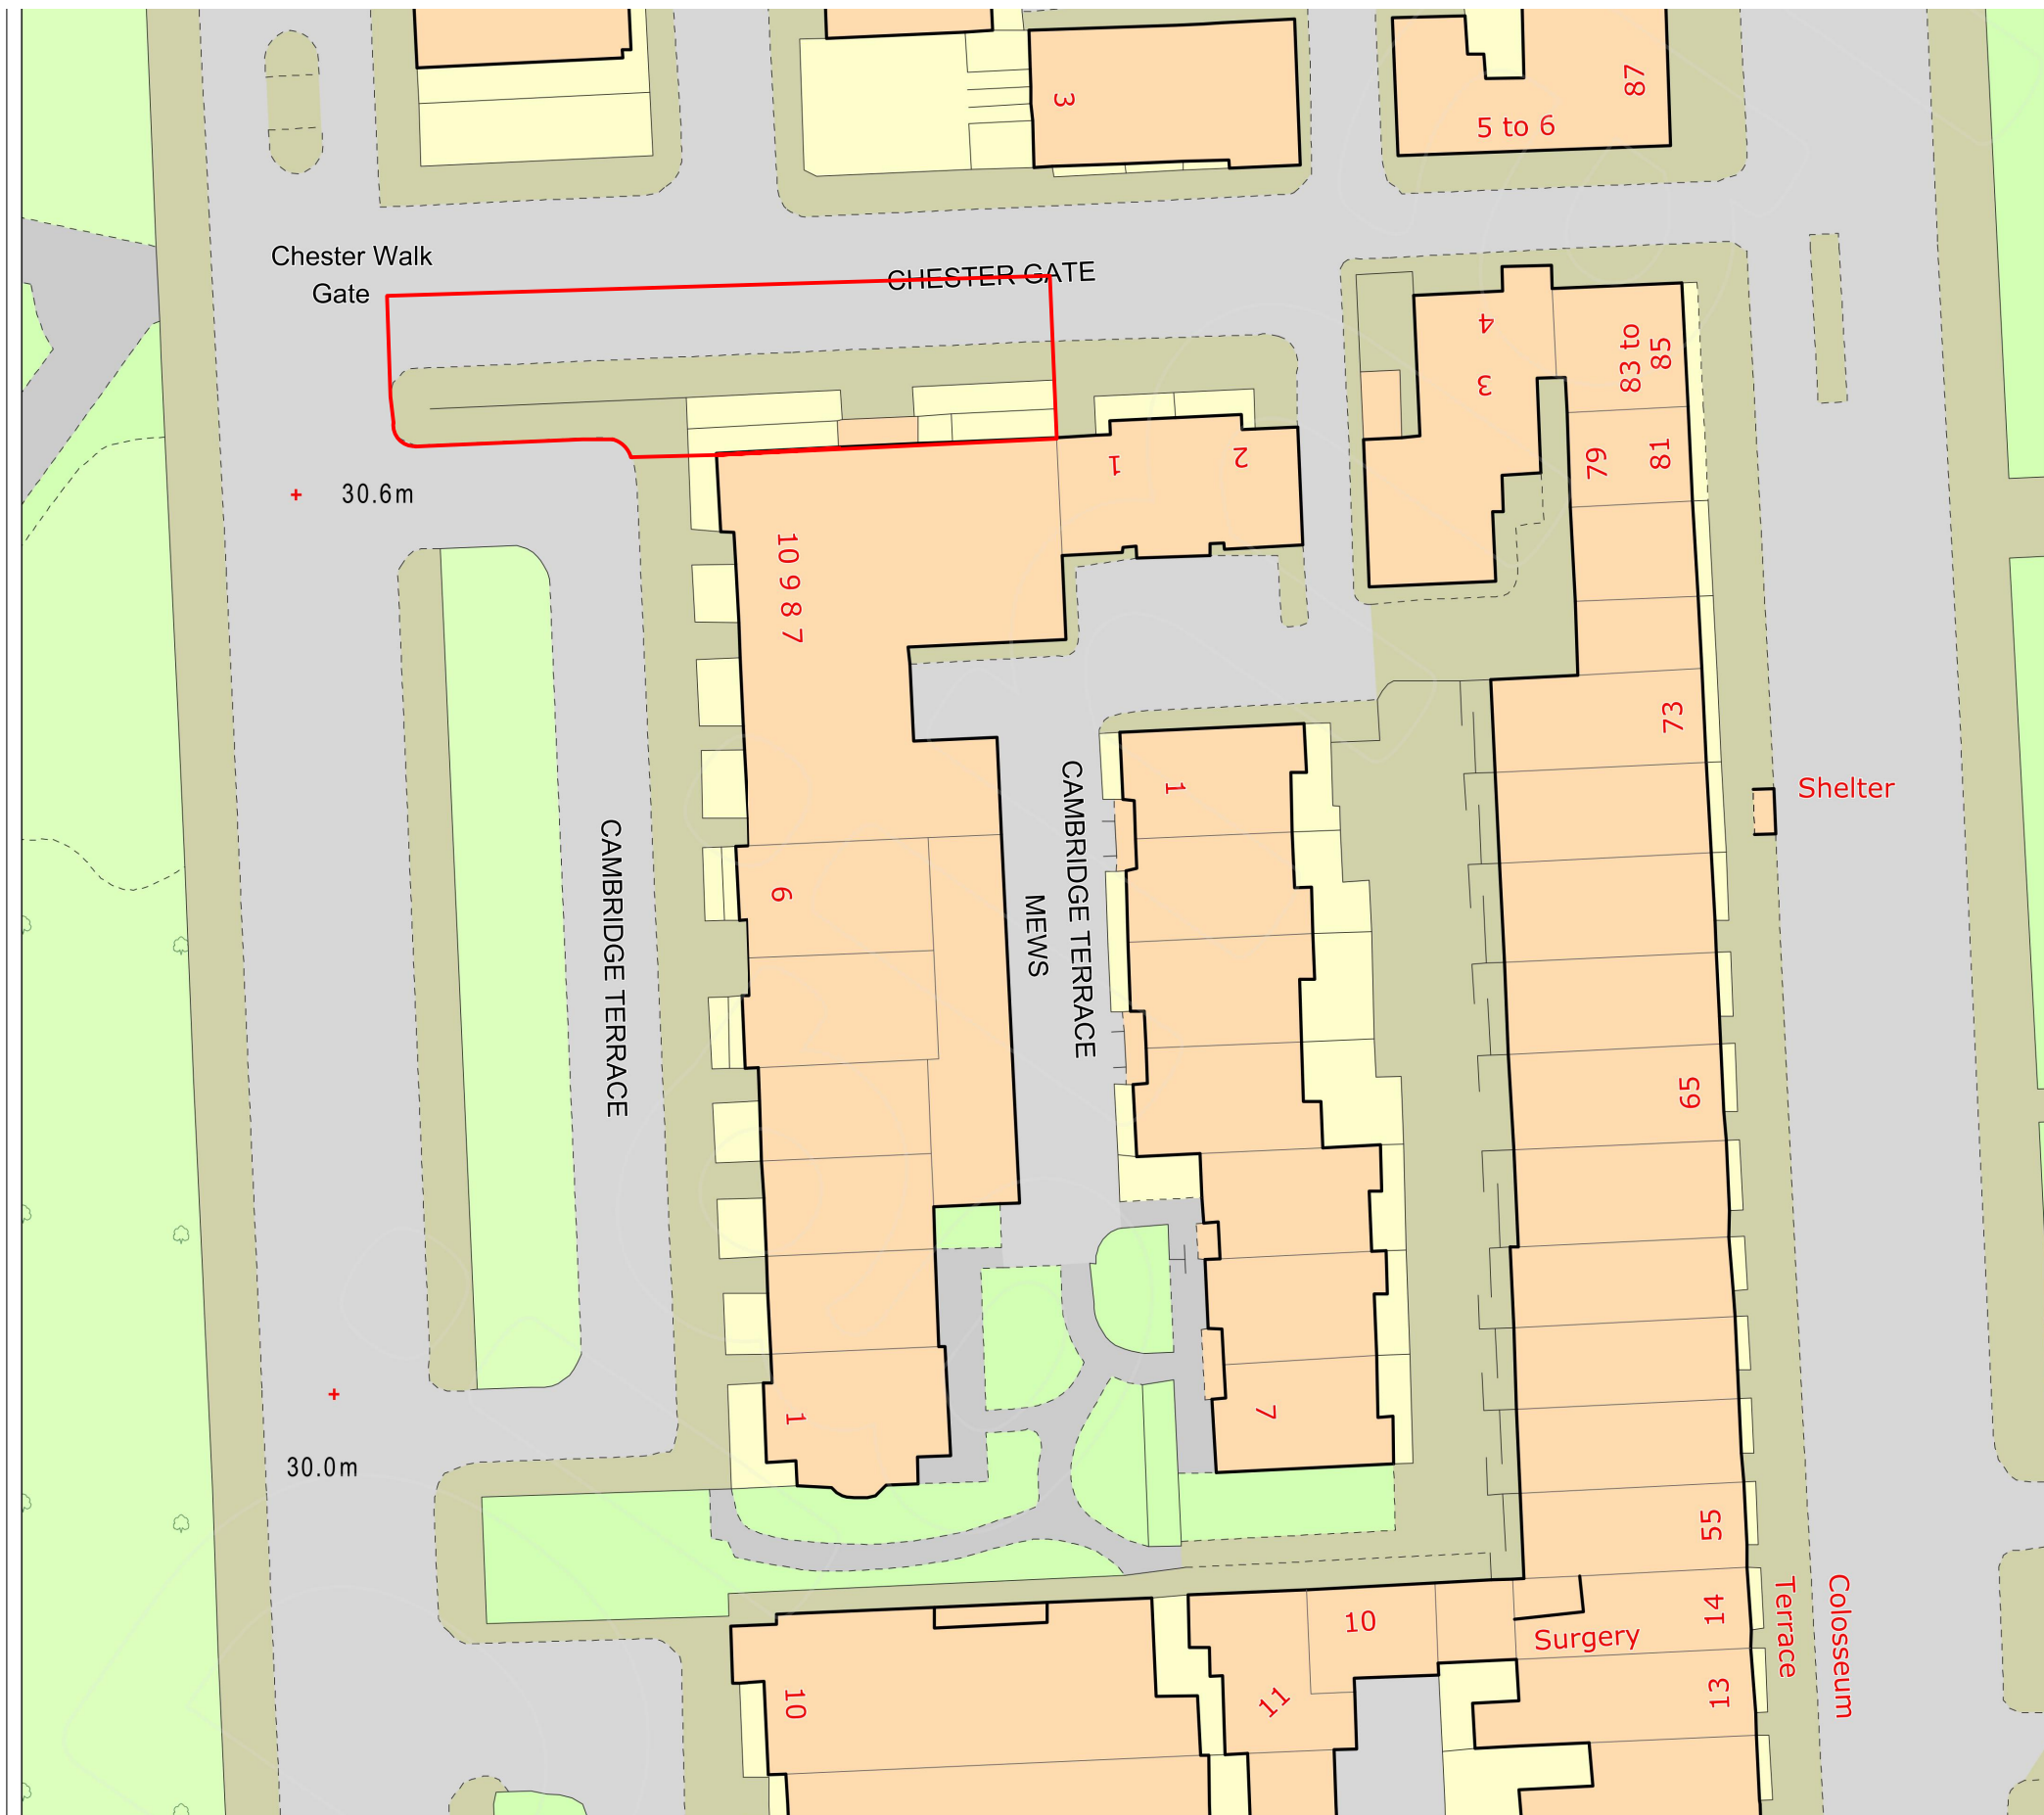 3
5 to 6
87
Chester Walk
Gate
CHESTER GATE
4
3
83 to
85
79
81
1
2
30.6m
10 9 8 7
73
Shelter
1
CAMBRIDGE TERRACE
6
CAMBRIDGE TERRACE
MEWS
65
1
7
30.0m
55
14
Colosseum
Terrace
10
Surgery
13
10
11